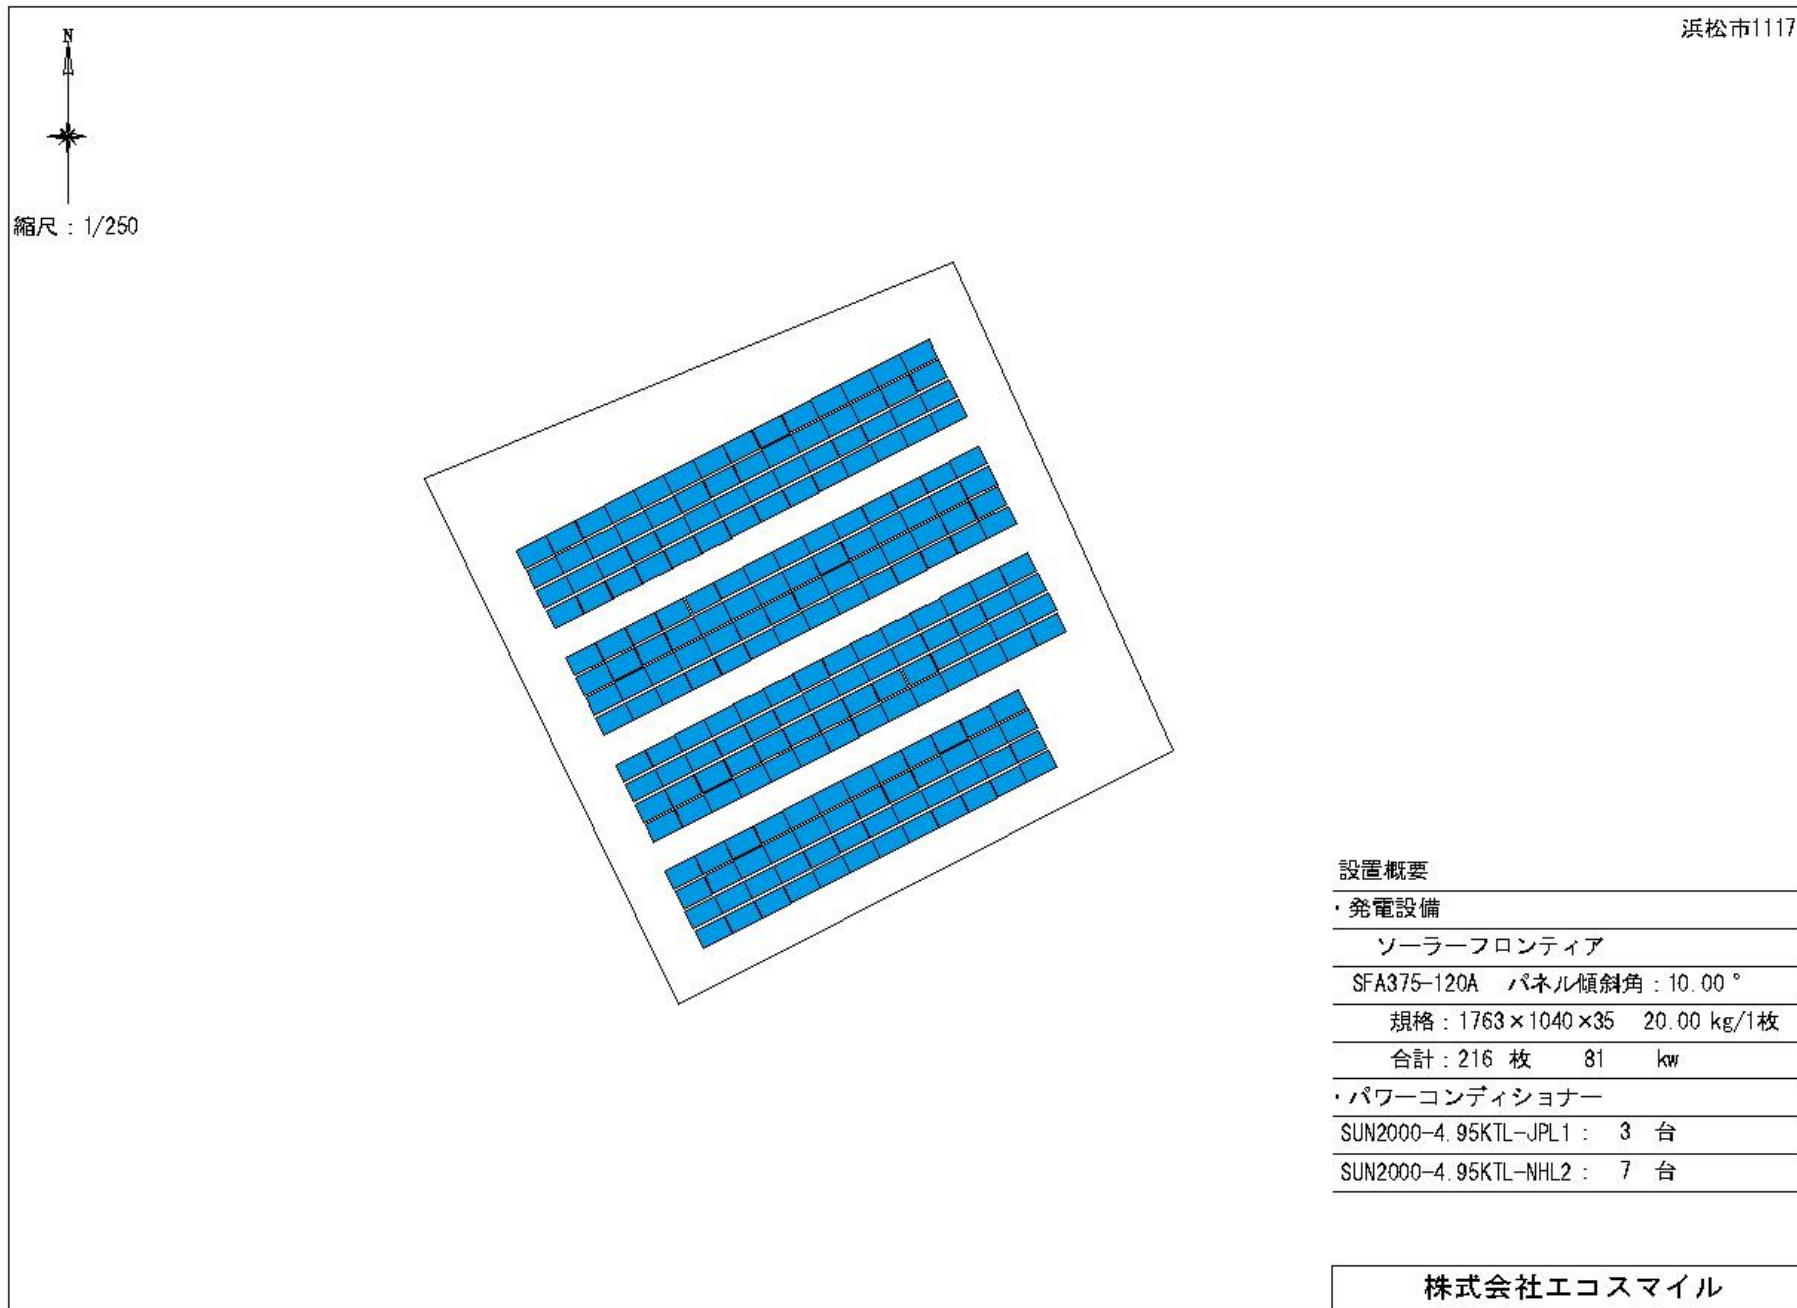 浜松市1117
N
縮尺：1/250
設置概要
・発電設備
ソーラーフロンティア
SFA375-120A パネル傾斜角：10.00°
規格：1763×1040×35 20.00 kg/1枚
合計：216 枚 81 kw
・パワーコンディショナー
SUN2000-4.95KTL-JPL1： 3 台
SUN2000-4.95KTL-NHL2： 7 台
株式会社エコスマイル